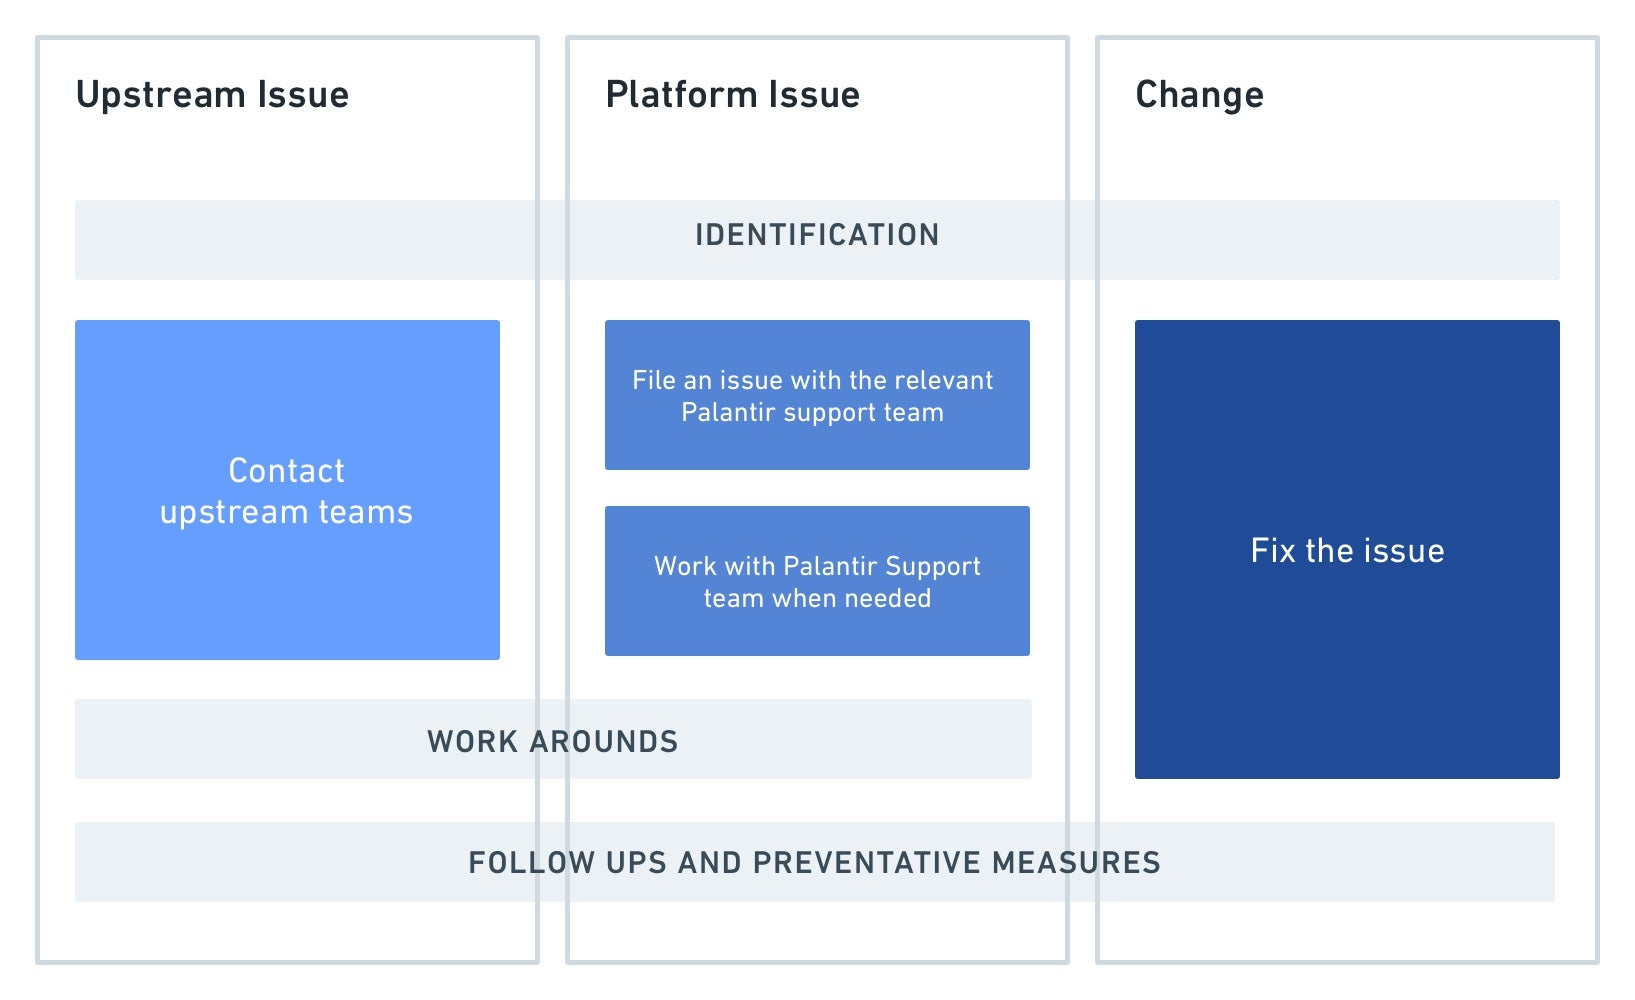 Upstream Issue
Platform Issue
Change
IDENTIFICATION
Contact
upstream teams
File an issue with the relevant
Palantir support team
Work with Palantir Support
team when needed
Fix the issue
WORK AROUNDS
FOLLOW UPS AND PREVENTATIVE MEASURES